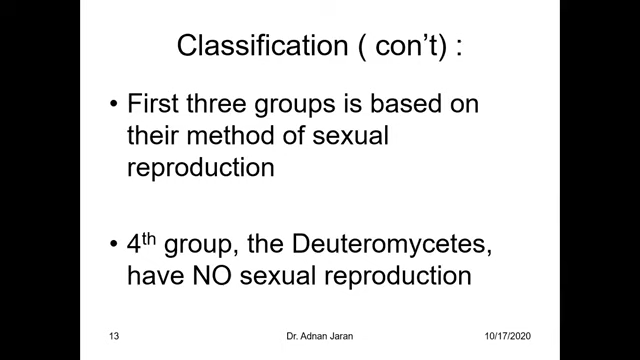 Classification ( con’t) :
• First three groups is based on
their method of sexual
reproduction
• 4th group, the Deuteromycetes,
have NO sexual reproduction
13 Dr. Adnan Jaran 10/17/2020